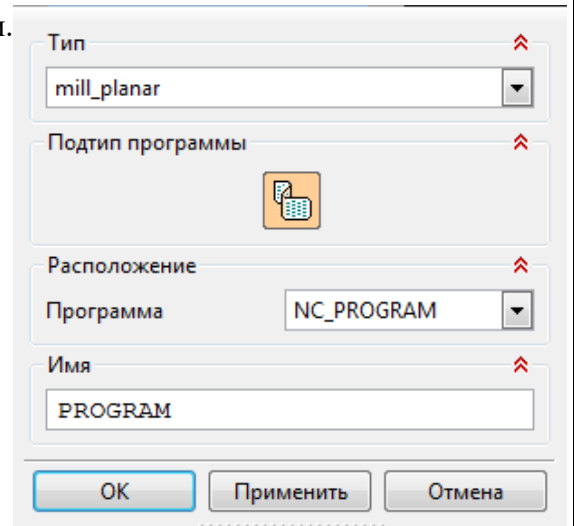 и.
Тип
mill_planar
Подтип программы
Расположение
Программа NC_PROGRAM
Имя
PROGRAM
OK Применить Отмена